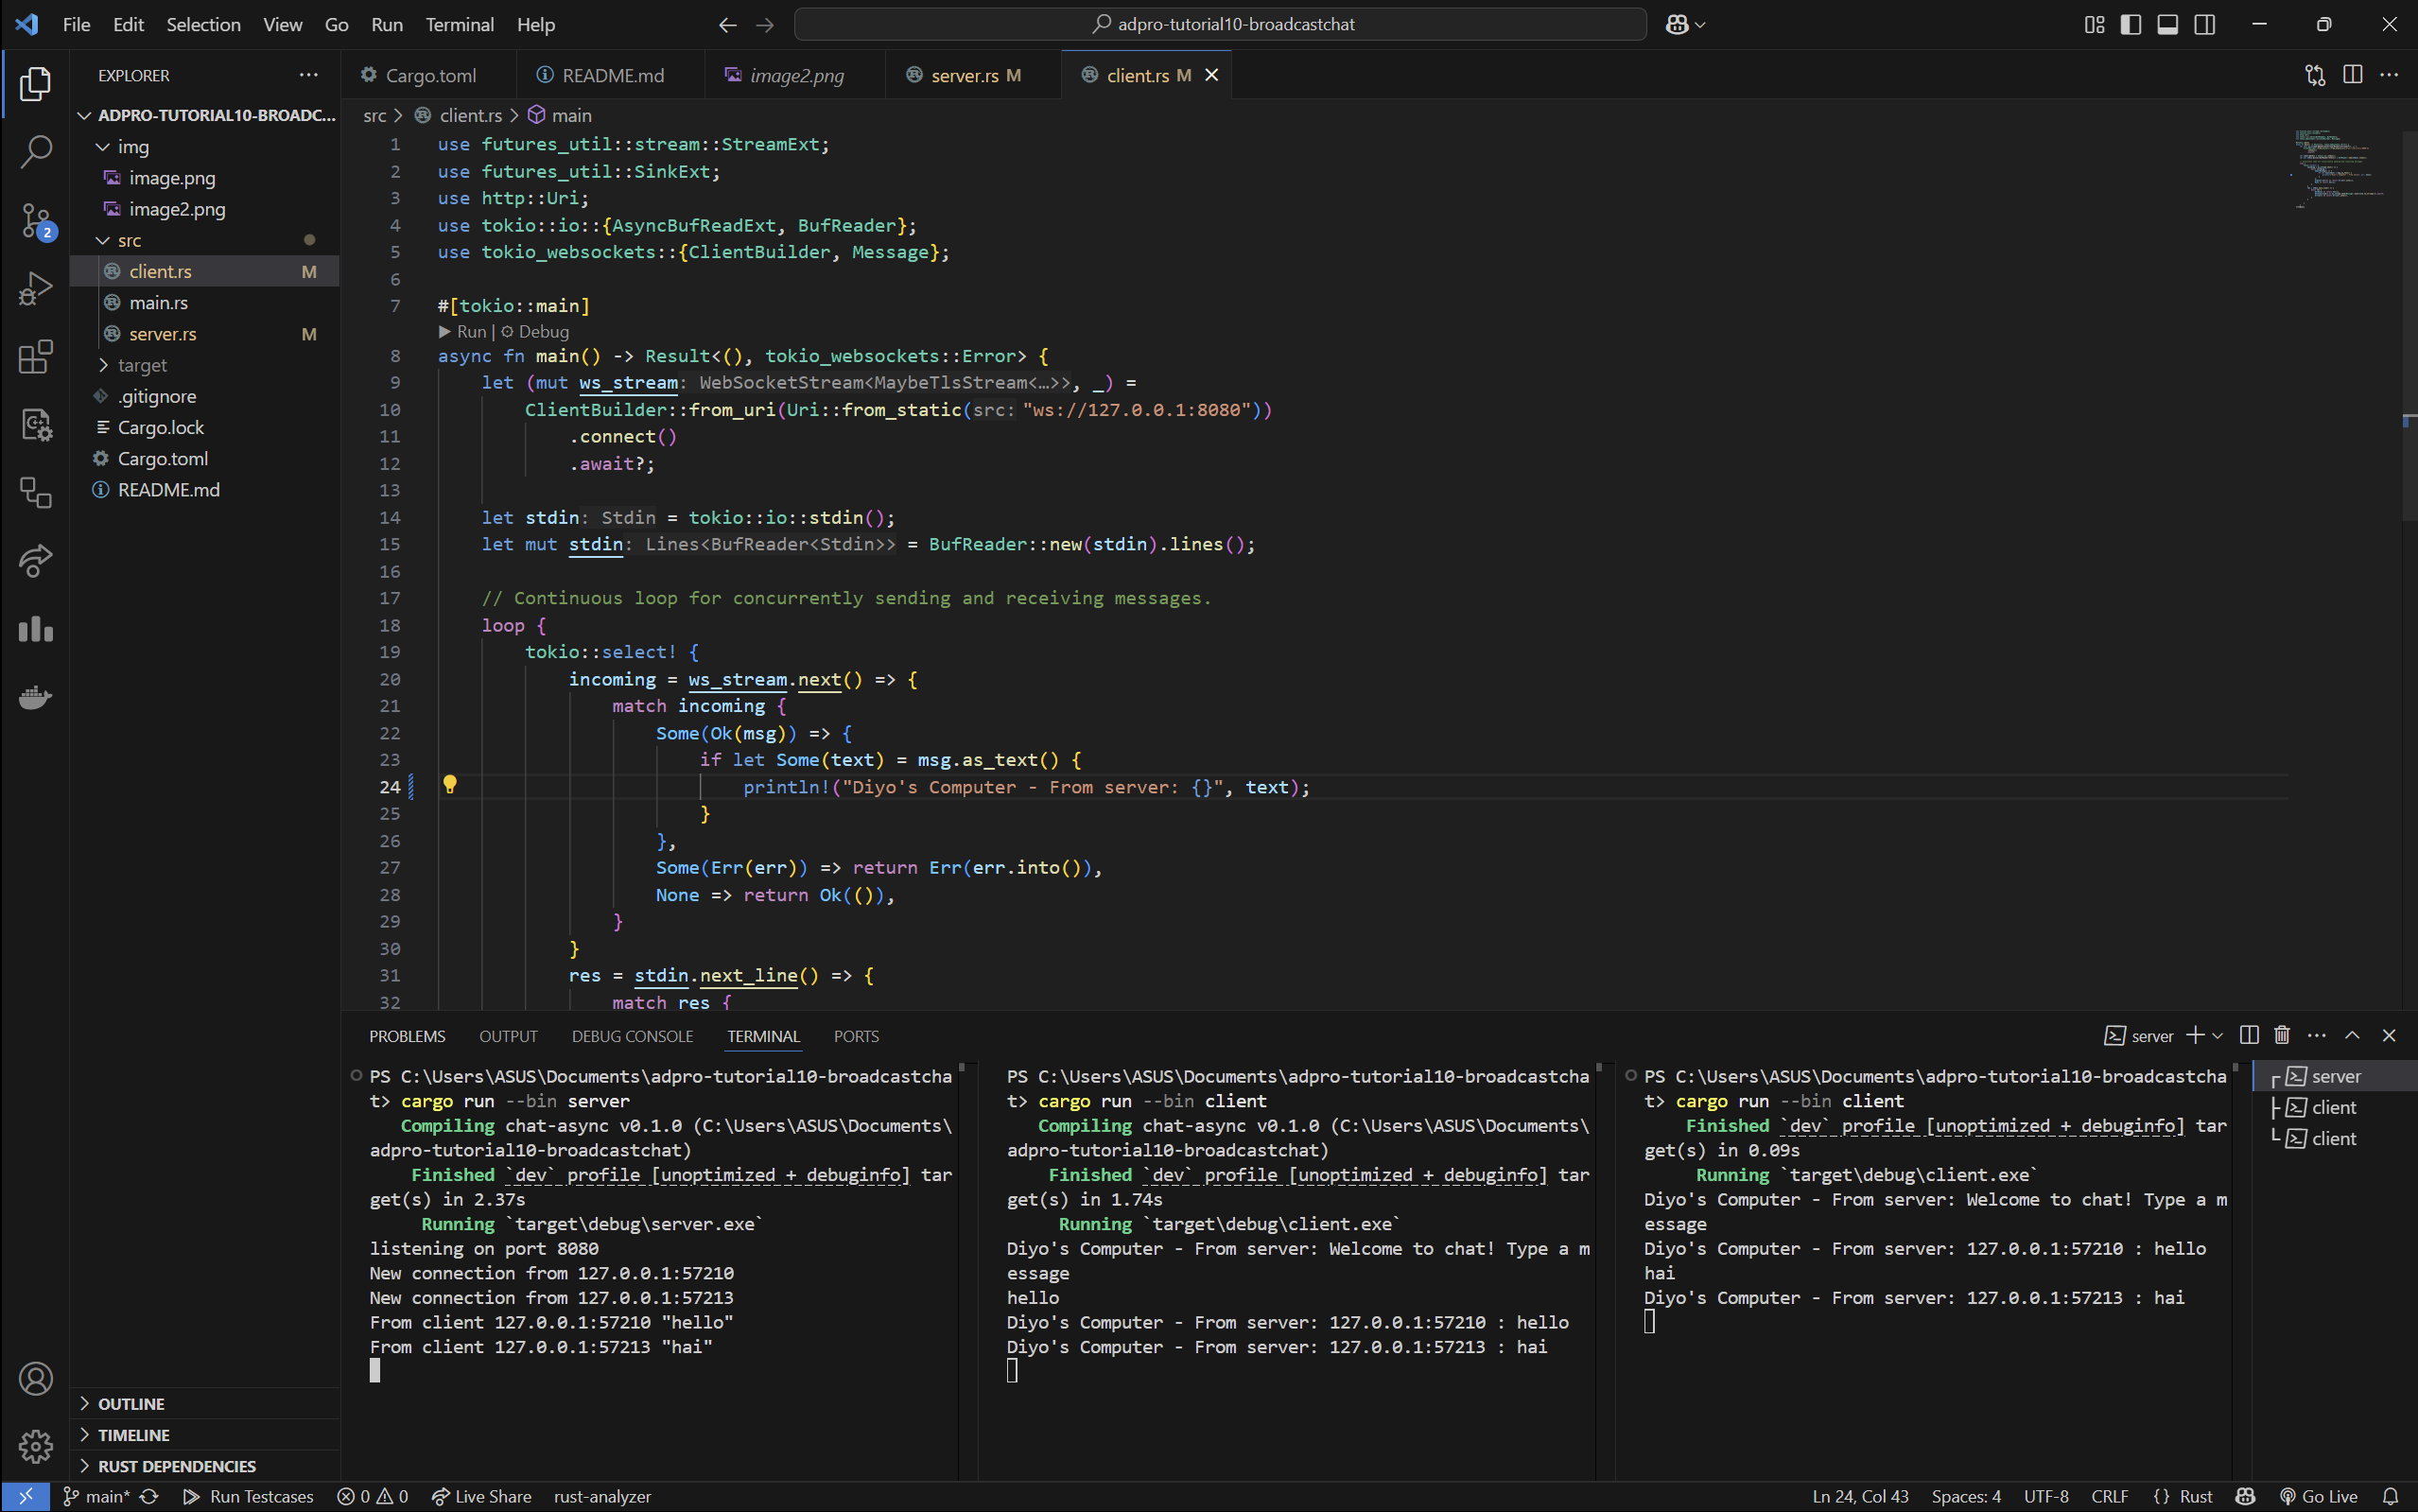 File Edit Selection View Go Run Terminal Help
adpro-tutorial10-broadcastchat
EXPLORER
ADPRO-TUTORIAL10-BROADC...
img
image.png
image2.png
src
client.rs M
main.rs
server.rs M
target
.gitignore
Cargo.lock
Cargo.toml
README.md
OUTLINE
TIMELINE
RUST DEPENDENCIES
2
Cargo.toml README.md image2.png server.rs M client.rs M
src > client.rs > main
1 use futures_util::stream::StreamExt;
2 use futures_util::SinkExt;
3 use http::Uri;
4 use tokio::io::{AsyncBufReadExt, BufReader};
5 use tokio_websockets::{ClientBuilder, Message};
6
7 #[tokio::main]
Run | Debug
8 async fn main() -> Result<(), tokio_websockets::Error> {
9 let (mut ws_stream: WebSocketStream<MaybeTlsStream<…>>, _) =
10 ClientBuilder::from_uri(Uri::from_static(src: "ws://127.0.0.1:8080"))
11 .connect()
12 .await?;
13
14 let stdin: Stdin = tokio::io::stdin();
15 let mut stdin: Lines<BufReader<Stdin>> = BufReader::new(stdin).lines();
16
17 // Continuous loop for concurrently sending and receiving messages.
18 loop {
19 tokio::select! {
20 incoming = ws_stream.next() => {
21 match incoming {
22 Some(Ok(msg)) => {
23 if let Some(text) = msg.as_text() {
24 println!("Diyo's Computer - From server: {}", text);
25 }
26 },
27 Some(Err(err)) => return Err(err.into()),
28 None => return Ok(()),
29 }
30 }
31 res = stdin.next_line() => {
32 match res {
PROBLEMS OUTPUT DEBUG CONSOLE TERMINAL PORTS
server
PS C:\Users\ASUS\Documents\adpro-tutorial10-broadcastcha
t> cargo run --bin server
Compiling chat-async v0.1.0 (C:\Users\ASUS\Documents\
adpro-tutorial10-broadcastchat)
Finished `dev` profile [unoptimized + debuginfo] tar
get(s) in 2.37s
Running `target\debug\server.exe`
listening on port 8080
New connection from 127.0.0.1:57210
New connection from 127.0.0.1:57213
From client 127.0.0.1:57210 "hello"
From client 127.0.0.1:57213 "hai"
PS C:\Users\ASUS\Documents\adpro-tutorial10-broadcastcha
t> cargo run --bin client
Compiling chat-async v0.1.0 (C:\Users\ASUS\Documents\
adpro-tutorial10-broadcastchat)
Finished `dev` profile [unoptimized + debuginfo] tar
get(s) in 1.74s
Running `target\debug\client.exe`
Diyo's Computer - From server: Welcome to chat! Type a m
essage
hello
Diyo's Computer - From server: 127.0.0.1:57210 : hello
Diyo's Computer - From server: 127.0.0.1:57213 : hai
PS C:\Users\ASUS\Documents\adpro-tutorial10-broadcastcha
t> cargo run --bin client
Finished `dev` profile [unoptimized + debuginfo] tar
get(s) in 0.09s
Running `target\debug\client.exe`
Diyo's Computer - From server: Welcome to chat! Type a m
essage
Diyo's Computer - From server: 127.0.0.1:57210 : hello
hai
Diyo's Computer - From server: 127.0.0.1:57213 : hai
server
client
client
main* Run Testcases 0 0 Live Share rust-analyzer Ln 24, Col 43 Spaces: 4 UTF-8 CRLF {} Rust Go Live